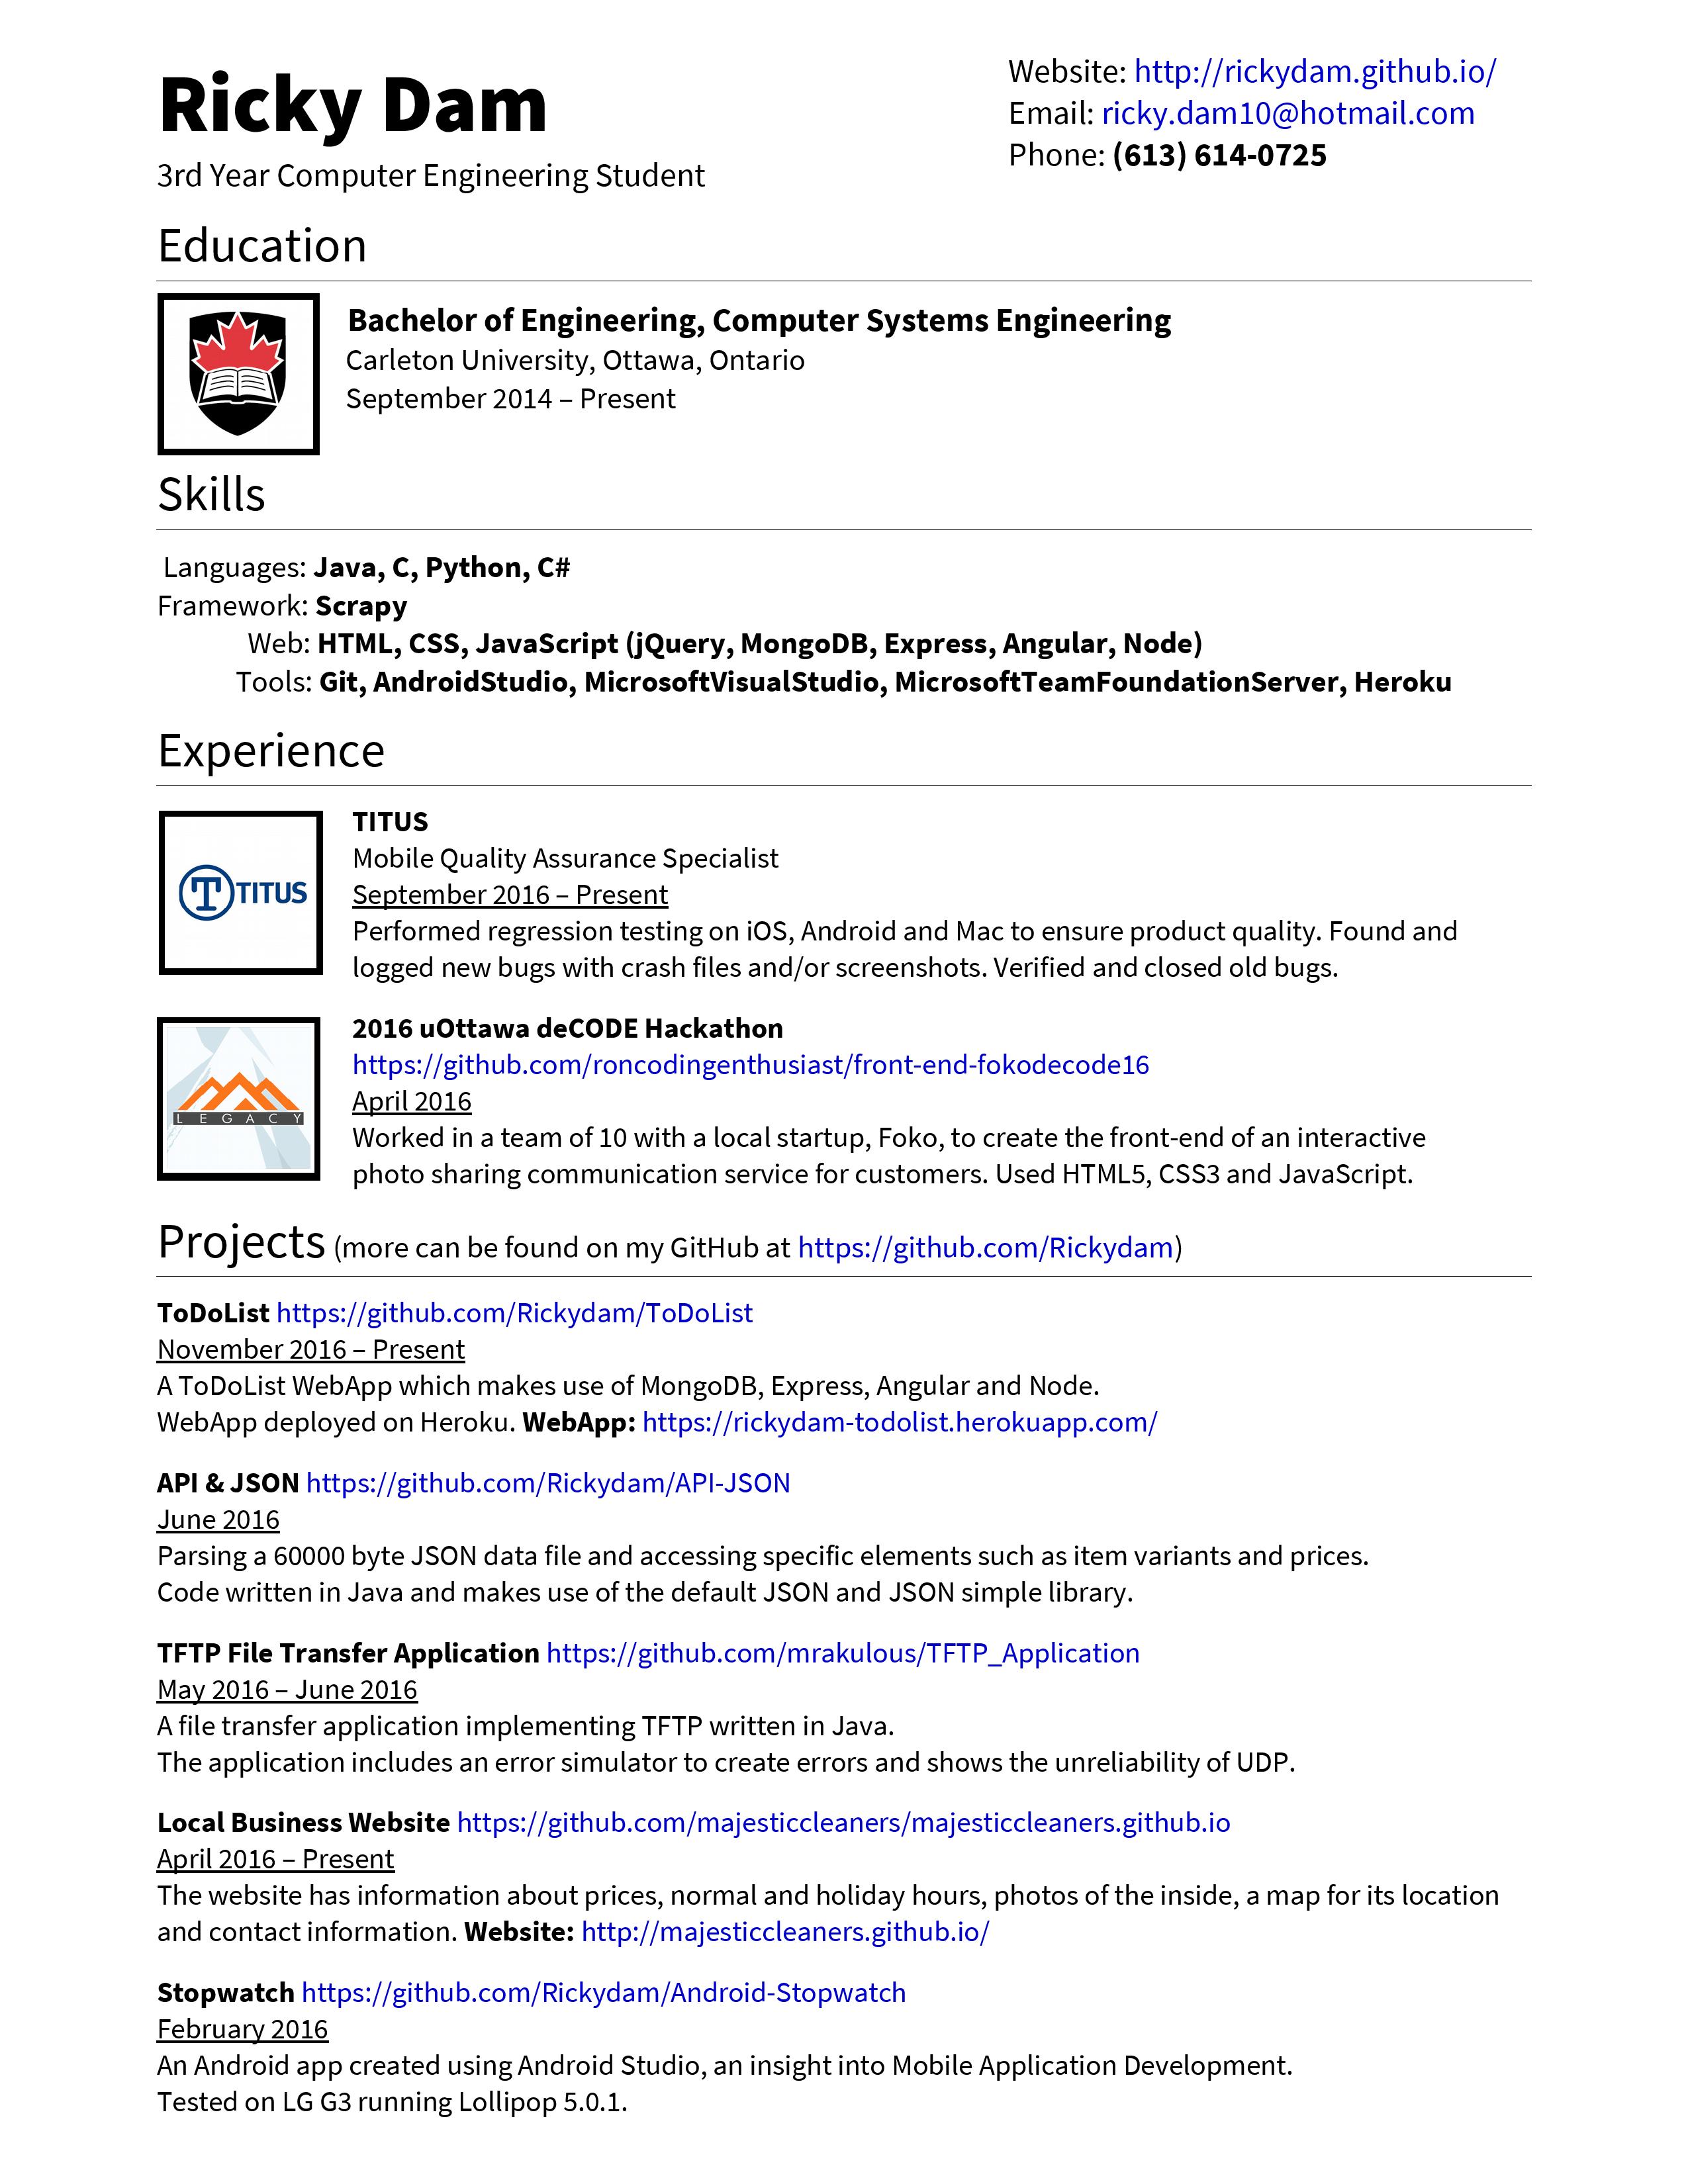 Ricky Dam
3rd Year Computer Engineering Student
Website: http://rickydam.github.io/
Email: ricky.dam10@hotmail.com
Phone: (613) 614-0725
Education
Bachelor of Engineering, Computer Systems Engineering
Carleton University, Ottawa, Ontario
September 2014 – Present
Skills
Languages: Java, C, Python, C#
Framework: Scrapy
Web: HTML, CSS, JavaScript (jQuery, MongoDB, Express, Angular, Node)
Tools: Git, AndroidStudio, MicrosoftVisualStudio, MicrosoftTeamFoundationServer, Heroku
Experience
T TITUS
TITUS
Mobile Quality Assurance Specialist
September 2016 – Present
Performed regression testing on iOS, Android and Mac to ensure product quality. Found and
logged new bugs with crash files and/or screenshots. Verified and closed old bugs.
LEGACY
2016 uOttawa deCODE Hackathon
https://github.com/roncodingenthusiast/front-end-fokodecode16
April 2016
Worked in a team of 10 with a local startup, Foko, to create the front-end of an interactive
photo sharing communication service for customers. Used HTML5, CSS3 and JavaScript.
Projects (more can be found on my GitHub at https://github.com/Rickydam)
ToDoList https://github.com/Rickydam/ToDoList
November 2016 – Present
A ToDoList WebApp which makes use of MongoDB, Express, Angular and Node.
WebApp deployed on Heroku. WebApp: https://rickydam-todolist.herokuapp.com/
API & JSON https://github.com/Rickydam/API-JSON
June 2016
Parsing a 60000 byte JSON data file and accessing specific elements such as item variants and prices.
Code written in Java and makes use of the default JSON and JSON simple library.
TFTP File Transfer Application https://github.com/mrakulous/TFTP_Application
May 2016 – June 2016
A file transfer application implementing TFTP written in Java.
The application includes an error simulator to create errors and shows the unreliability of UDP.
Local Business Website https://github.com/majesticcleaners/majesticcleaners.github.io
April 2016 – Present
The website has information about prices, normal and holiday hours, photos of the inside, a map for its location
and contact information. Website: http://majesticcleaners.github.io/
Stopwatch https://github.com/Rickydam/Android-Stopwatch
February 2016
An Android app created using Android Studio, an insight into Mobile Application Development.
Tested on LG G3 running Lollipop 5.0.1.